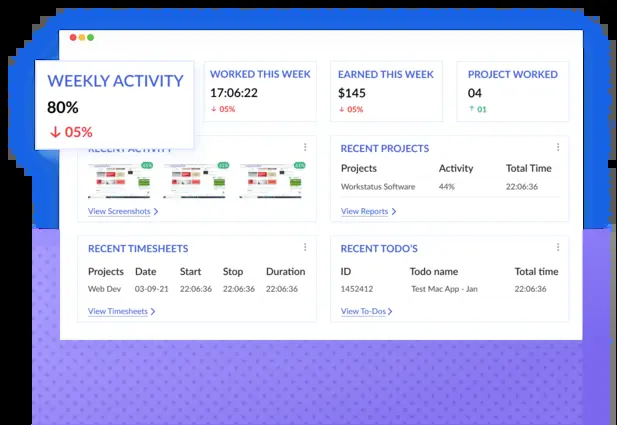 WEEKLY ACTIVITY
80%
↓ 05%
WORKED THIS WEEK
17:06:22
↓ 05%
EARNED THIS WEEK
$145
↓ 05%
PROJECT WORKED
04
↑ 01
RECENT ACTIVITY
View Screenshots >
RECENT PROJECTS
Projects Activity Total Time
Workstatus Software 44% 22:06:36
View Reports >
RECENT TIMESHEETS
Projects Date Start Stop Duration
Web Dev 03-09-21 22:06:36 22:06:36 22:06:36
View Timesheets >
RECENT TODO'S
ID Todo name Total time
1452412 Test Mac App - Jan 22:06:36
View To-Dos >